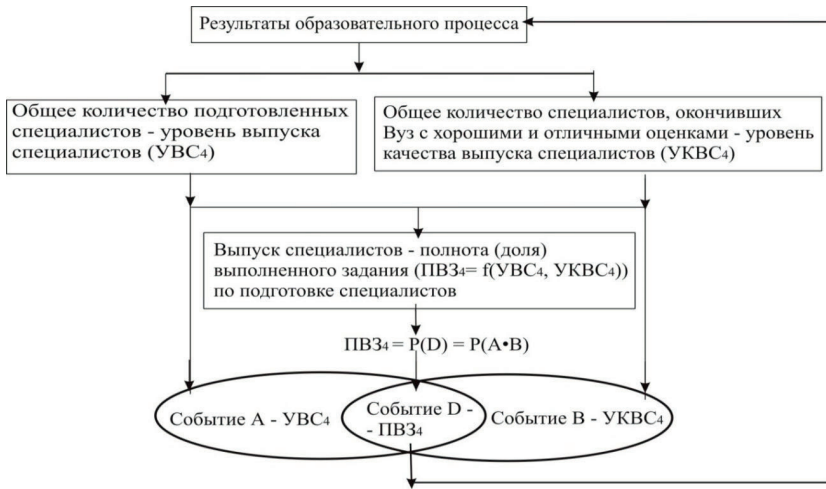 Результаты образовательного процесса
Общее количество подготовленных
специалистов - уровень выпуска
специалистов (УВС₄)
Общее количество специалистов, окончивших
Вуз с хорошими и отличными оценками - уровень
качества выпуска специалистов (УКВС₄)
Выпуск специалистов - полнота (доля)
выполненного задания (ПВЗ₄= f(УВС₄, УКВС₄))
по подготовке специалистов
ПВЗ₄ = P(D) = P(A•B)
Событие А - УВС₄
Событие D -
- ПВЗ₄
Событие В - УКВС₄